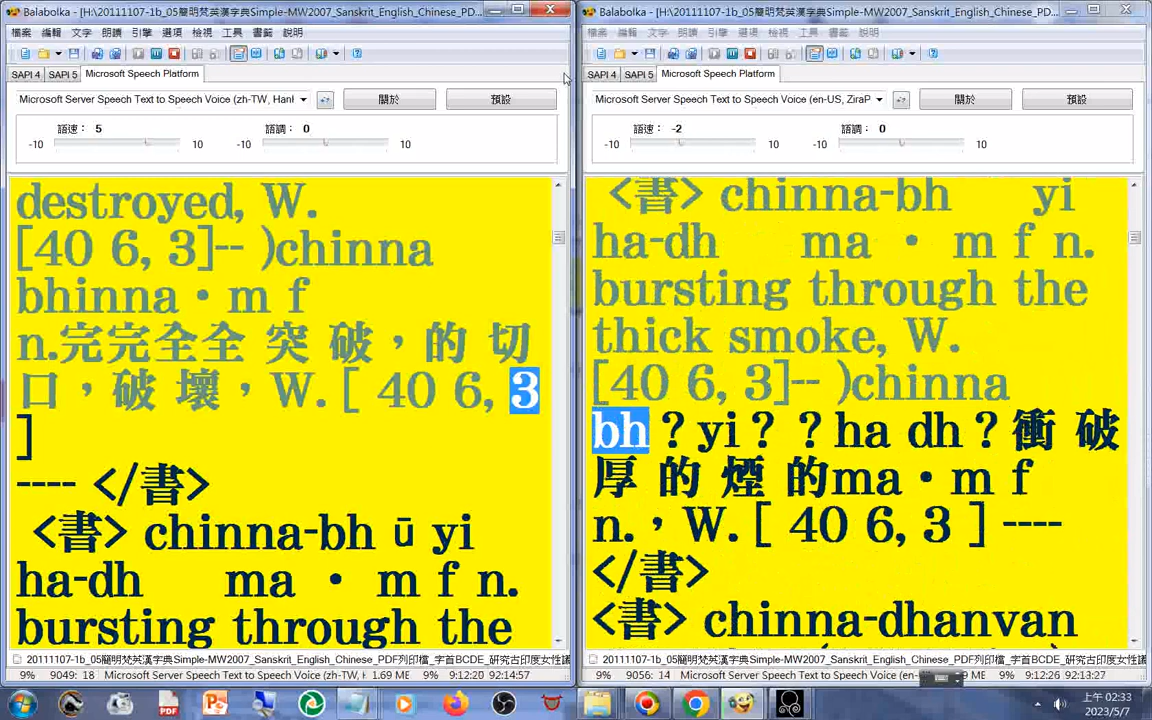 Balabolka - [H:\20111107-1b_05簡明梵英漢字典Simple-MW2007_Sanskrit_English_Chinese_PD...
檔案 編輯 文字 朗讀 引擎 選項 檢視 工具 書籤 說明
SAPI 4 SAPI 5 Microsoft Speech Platform
Microsoft Server Speech Text to Speech Voice (zh-TW, HanH 關於 預設
語速： 5 語調： 0
-10 10 -10 10
destroyed, W.
[40 6, 3]-- )chinna
bhinna • m f
n.完完全全 突 破，的 切
口，破 壞，W. [ 40 6, 3
]
---- </書>
<書> chinna-bh ū yi
ha-dh ma • m f n.
bursting through the
20111107-1b_05簡明梵英漢字典Simple-MW2007_Sanskrit_English_Chinese_PDF列印檔_字首BCDE_研究古印度女性議
9% 9049: 18 Microsoft Server Speech Text to Speech Voice (zh-TW, H 1.69 ME 9% 9:12:20 92:14:57
Balabolka - [H:\20111107-1b_05簡明梵英漢字典Simple-MW2007_Sanskrit_English_Chinese_PD...
檔案 編輯 文字 朗讀 引擎 選項 檢視 工具 書籤 說明
SAPI 4 SAPI 5 Microsoft Speech Platform
Microsoft Server Speech Text to Speech Voice (en-US, ZiraP 關於 預設
語速： -2 語調： 0
-10 10 -10 10
<書> chinna-bh yi
ha-dh ma • m f n.
bursting through the
thick smoke, W.
[40 6, 3]-- )chinna
bh ? yi ? ? ha dh ? 衝 破
厚 的 煙 的ma • m f
n.，W. [ 40 6, 3 ] ----
</書>
<書> chinna-dhanvan
20111107-1b_05簡明梵英漢字典Simple-MW2007_Sanskrit_English_Chinese_PDF列印檔_字首BCDE_研究古印度女性議
9% 9056: 14 Microsoft Server Speech Text to Speech Voice (en-US ME 9% 9:12:26 92:13:27
上午 02:33
2023/5/7